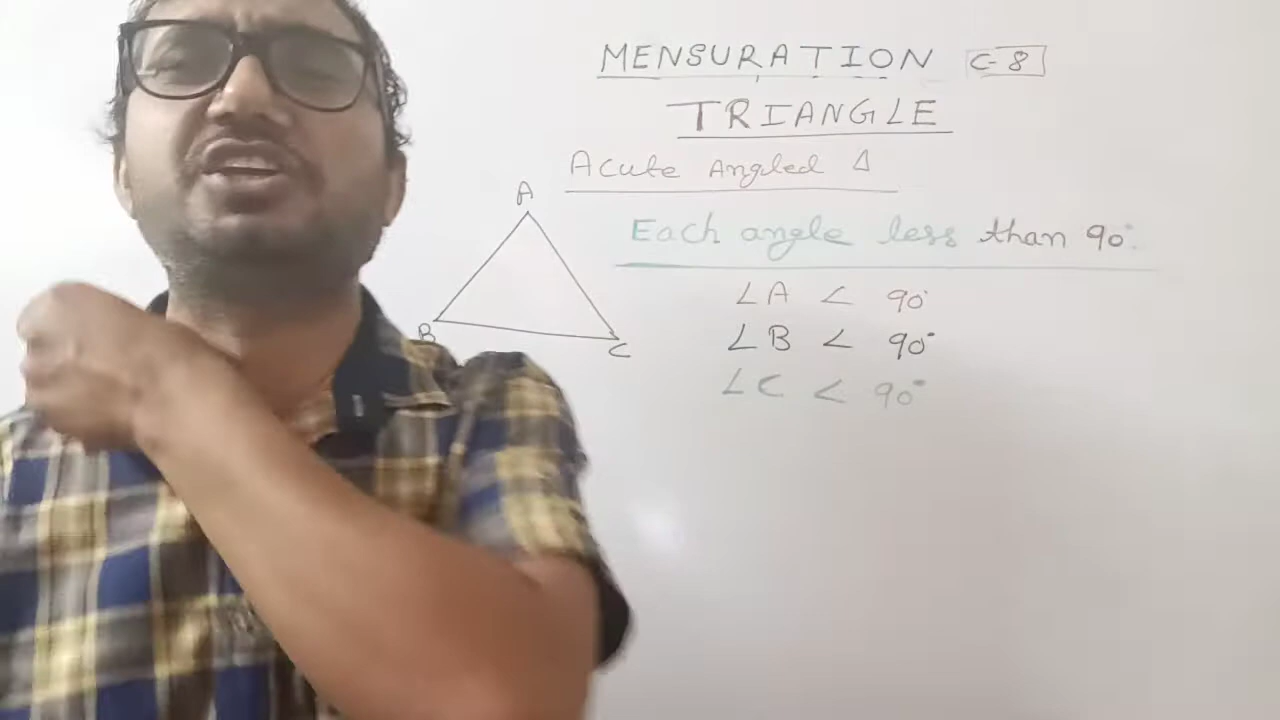 MENSURATION C-8
TRIANGLE
Acute Angled Δ
A
B
C
Each angle less than 90°
∠A < 90°
∠B < 90°
∠C < 90°